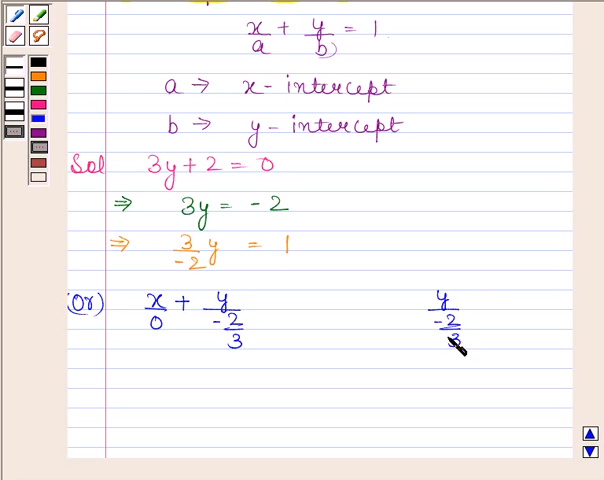 x/a + y/b = 1
a → x - intercept
b → y - intercept
Sol 3y + 2 = 0
⇒ 3y = - 2
⇒ 3/-2 y = 1
(Or) x/0 + y/(-2/3) y/(-2/3)